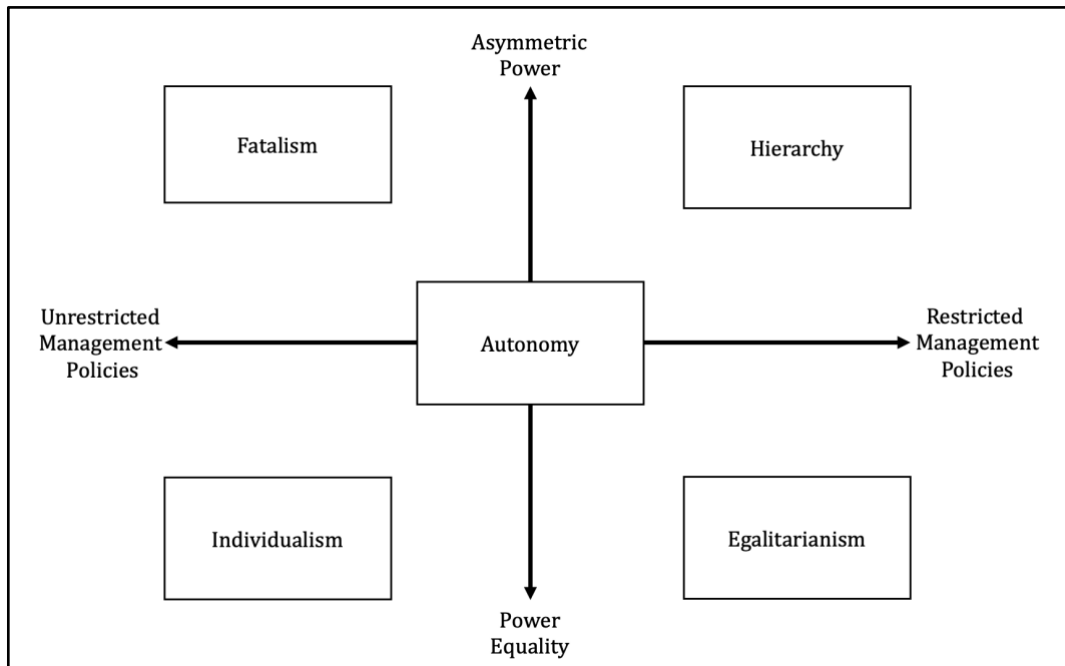 Asymmetric
Power
Fatalism
Hierarchy
Unrestricted
Management
Policies
Autonomy
Restricted
Management
Policies
Individualism
Egalitarianism
Power
Equality